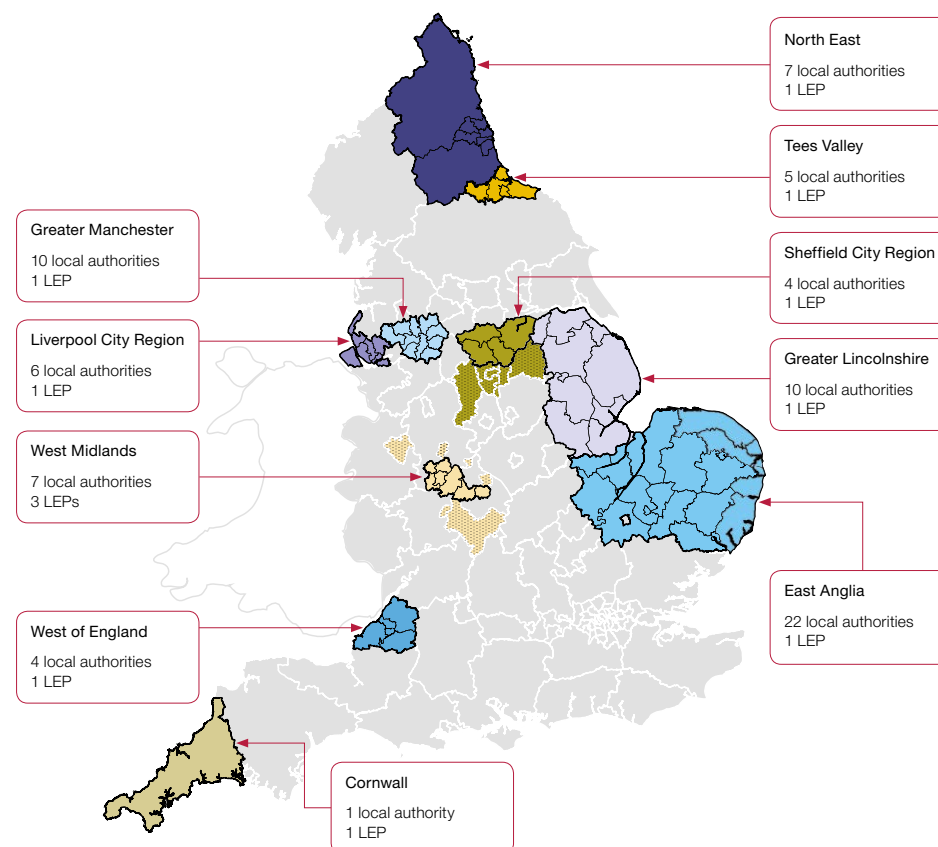 North East
7 local authorities
1 LEP
Tees Valley
5 local authorities
1 LEP
Greater Manchester
10 local authorities
1 LEP
Sheffield City Region
4 local authorities
1 LEP
Liverpool City Region
6 local authorities
1 LEP
Greater Lincolnshire
10 local authorities
1 LEP
West Midlands
7 local authorities
3 LEPs
East Anglia
22 local authorities
1 LEP
West of England
4 local authorities
1 LEP
Cornwall
1 local authority
1 LEP